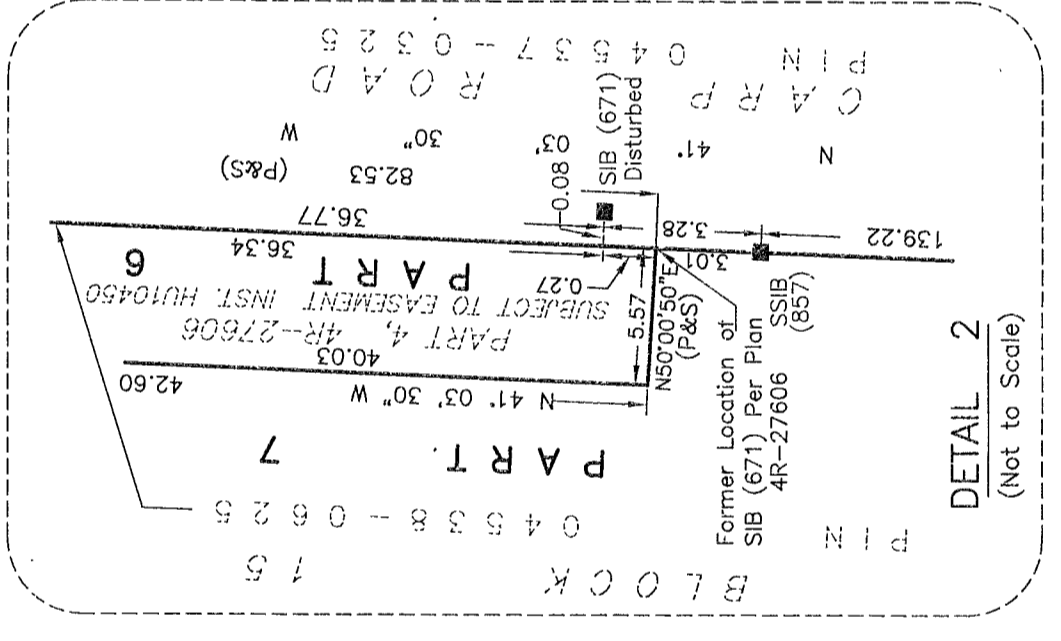 PIN 04537-0325
CARP ROAD
N 41° 03' 30" W
82.53 (P&S)
SIB (671)
Disturbed
0.08
139.22
3.28
36.77
3.01
0.27
36.34
PART 6
SUBJECT TO EASEMENT INST. HU10450
PART 4, 4R-27606
5.57
40.03
N50°00'50"E
(P&S)
N 41° 03' 30" W
42.60
SSIB
(857)
Former Location of
SIB (671) Per Plan
4R-27606
PART 7
PIN 04538-0625
BLOCK 15
DETAIL 2
(Not to Scale)